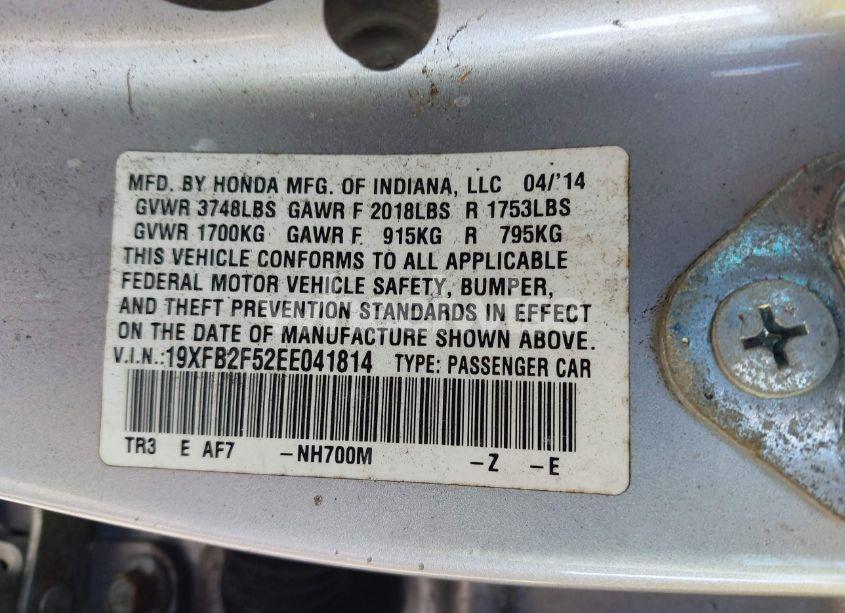 MFD. BY HONDA MFG. OF INDIANA, LLC 04/'14
GVWR 3748LBS GAWR F 2018LBS R 1753LBS
GVWR 1700KG GAWR F 915KG R 795KG
THIS VEHICLE CONFORMS TO ALL APPLICABLE
FEDERAL MOTOR VEHICLE SAFETY, BUMPER,
AND THEFT PREVENTION STANDARDS IN EFFECT
ON THE DATE OF MANUFACTURE SHOWN ABOVE.
V.I.N.:19XFB2F52EE041814 TYPE: PASSENGER CAR
TR3 E AF7 -NH700M -Z -E